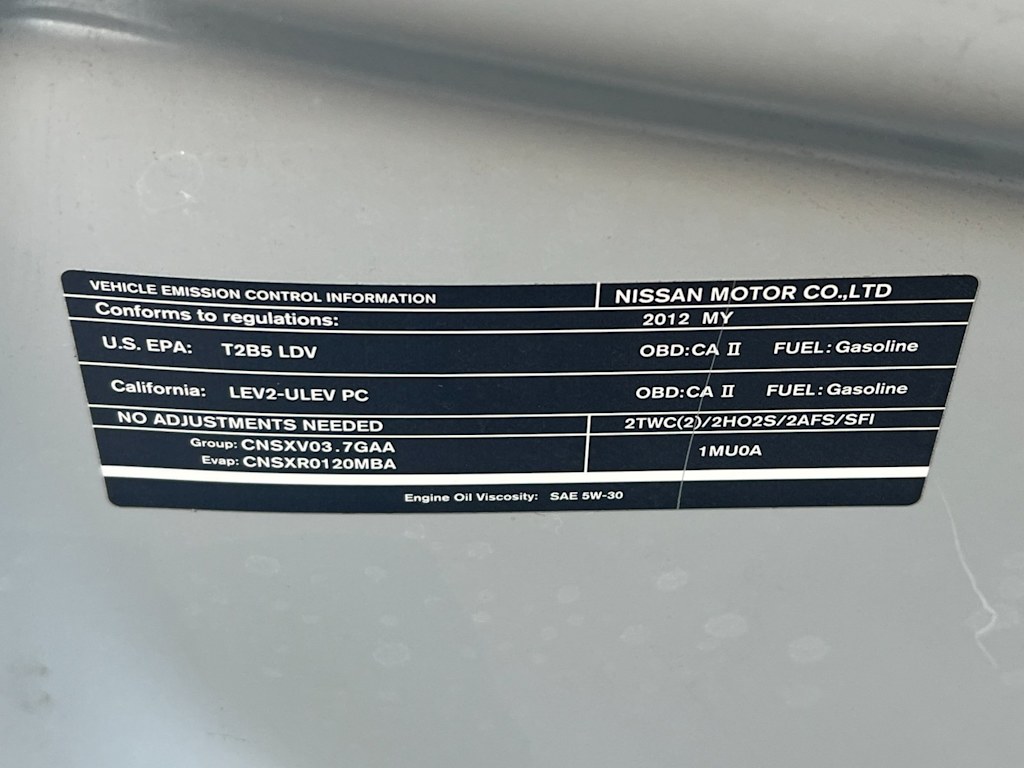 VEHICLE EMISSION CONTROL INFORMATION NISSAN MOTOR CO.,LTD
Conforms to regulations: 2012 MY
U.S. EPA: T2B5 LDV OBD:CA II FUEL: Gasoline
California: LEV2-ULEV PC OBD:CA II FUEL: Gasoline
NO ADJUSTMENTS NEEDED 2TWC(2)/2HO2S/2AFS/SFI
Group: CNSXV03.7GAA
1MU0A
Evap: CNSXR0120MBA
Engine Oil Viscosity: SAE 5W-30